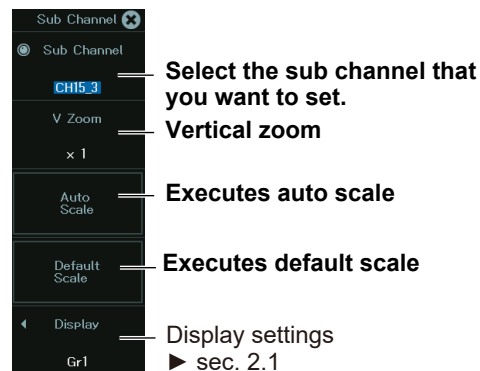 Sub Channel
Sub Channel
CH15_3
Select the sub channel that
you want to set.
V Zoom
Vertical zoom
× 1
Auto
Scale
Executes auto scale
Default
Scale
Executes default scale
Display
Display settings
Gr1
► sec. 2.1